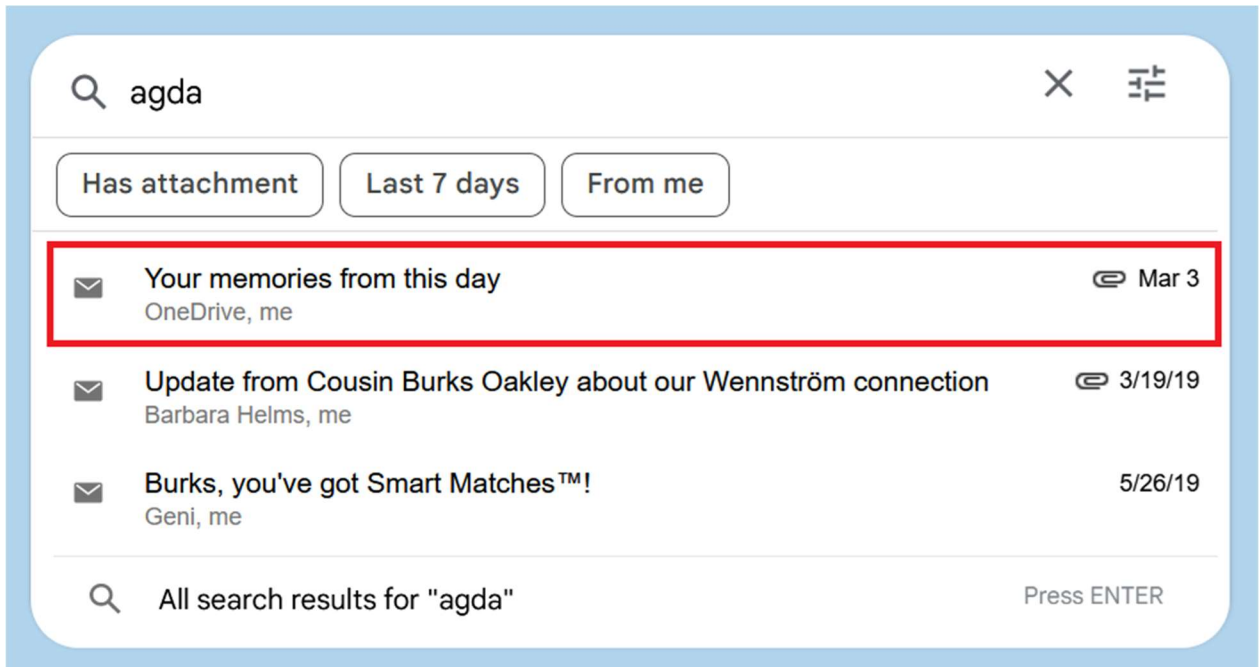 agda
Has attachment Last 7 days From me
Your memories from this day Mar 3
OneDrive, me
Update from Cousin Burks Oakley about our Wennström connection 3/19/19
Barbara Helms, me
Burks, you've got Smart Matches™! 5/26/19
Geni, me
All search results for "agda" Press ENTER